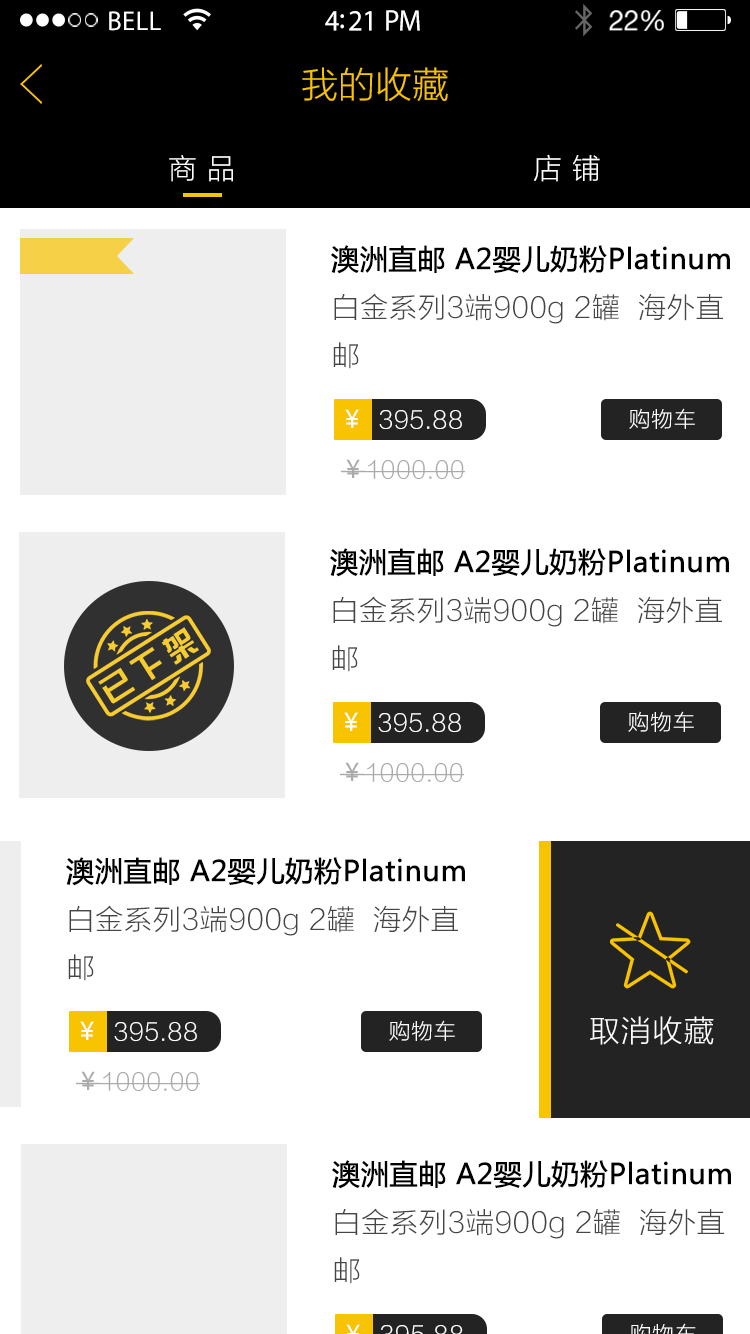 BELL 4:21 PM 22%
我的收藏
商 品 店 铺
澳洲直邮 A2婴儿奶粉Platinum
白金系列3端900g 2罐 海外直
邮
¥ 395.88 购物车
¥1000.00
澳洲直邮 A2婴儿奶粉Platinum
白金系列3端900g 2罐 海外直
邮
已下架
¥ 395.88 购物车
¥1000.00
澳洲直邮 A2婴儿奶粉Platinum
白金系列3端900g 2罐 海外直
邮
¥ 395.88 购物车
¥1000.00
取消收藏
澳洲直邮 A2婴儿奶粉Platinum
白金系列3端900g 2罐 海外直
邮
¥ 395.88 购物车